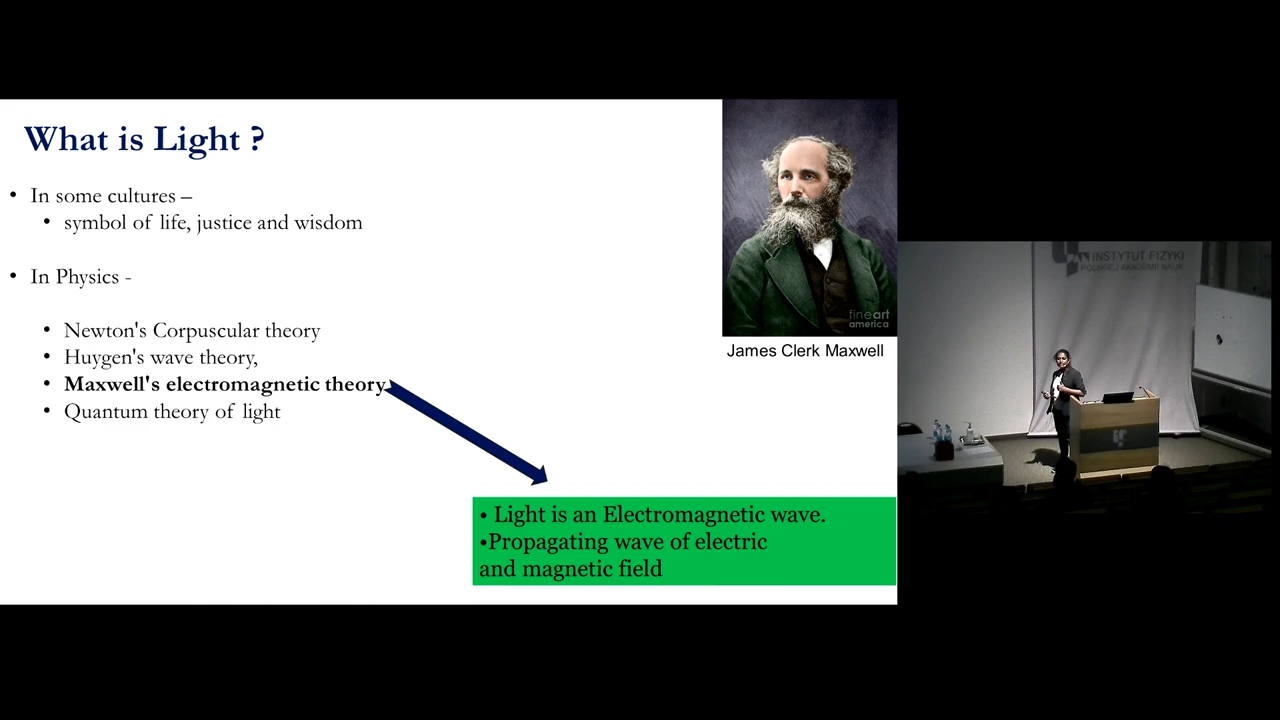 What is Light ?
• In some cultures –
• symbol of life, justice and wisdom
• In Physics -
• Newton's Corpuscular theory
• Huygen's wave theory,
• Maxwell's electromagnetic theory
• Quantum theory of light
fineart
america
James Clerk Maxwell
• Light is an Electromagnetic wave.
•Propagating wave of electric
and magnetic field
INSTYTUT FIZYKI
POLSKIEJ AKADEMII NAUK